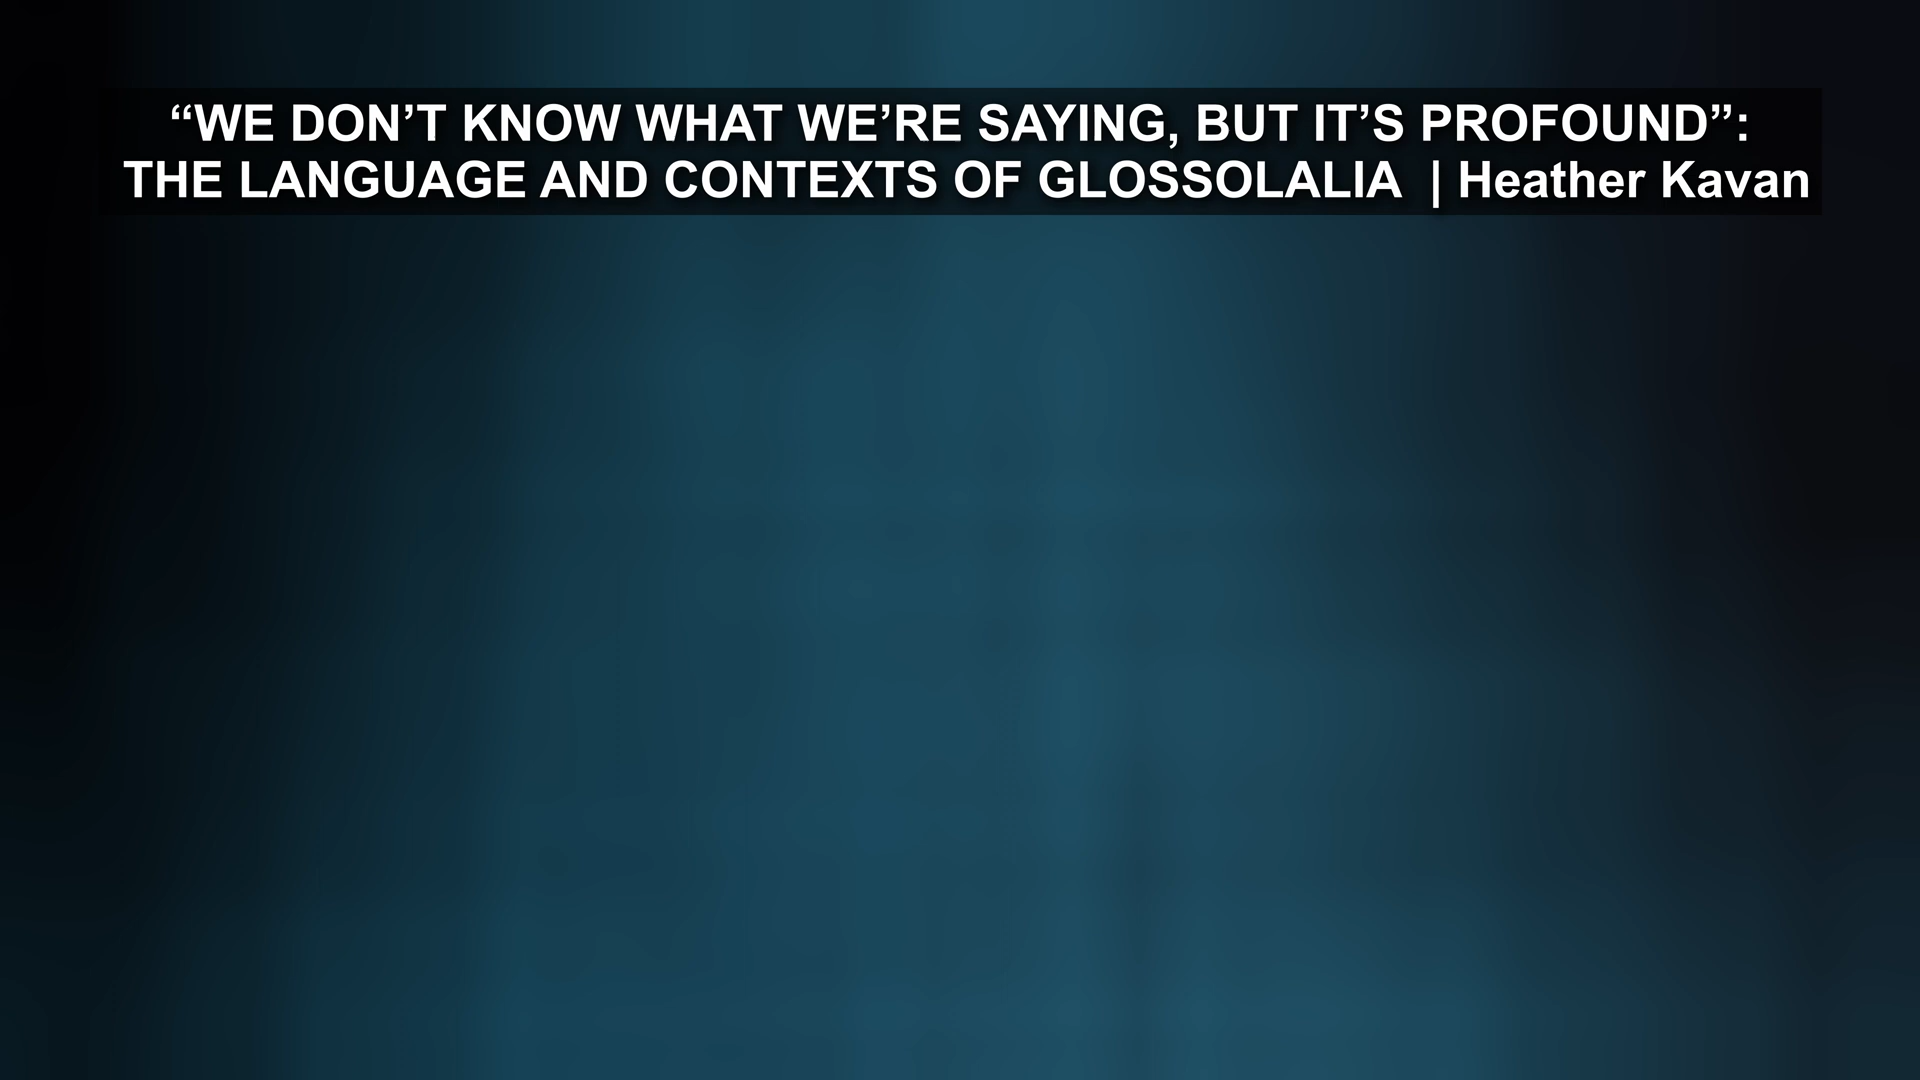 “WE DON’T KNOW WHAT WE’RE SAYING, BUT IT’S PROFOUND”:
THE LANGUAGE AND CONTEXTS OF GLOSSOLALIA | Heather Kavan